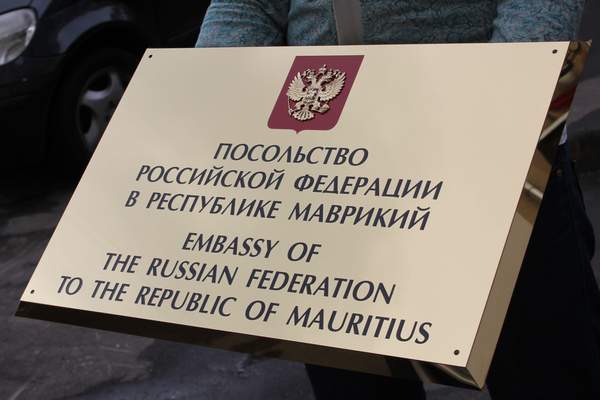 ПОСОЛЬСТВО
РОССИЙСКОЙ ФЕДЕРАЦИИ
В РЕСПУБЛИКЕ МАВРИКИЙ
EMBASSY OF
THE RUSSIAN FEDERATION
TO THE REPUBLIC OF MAURITIUS